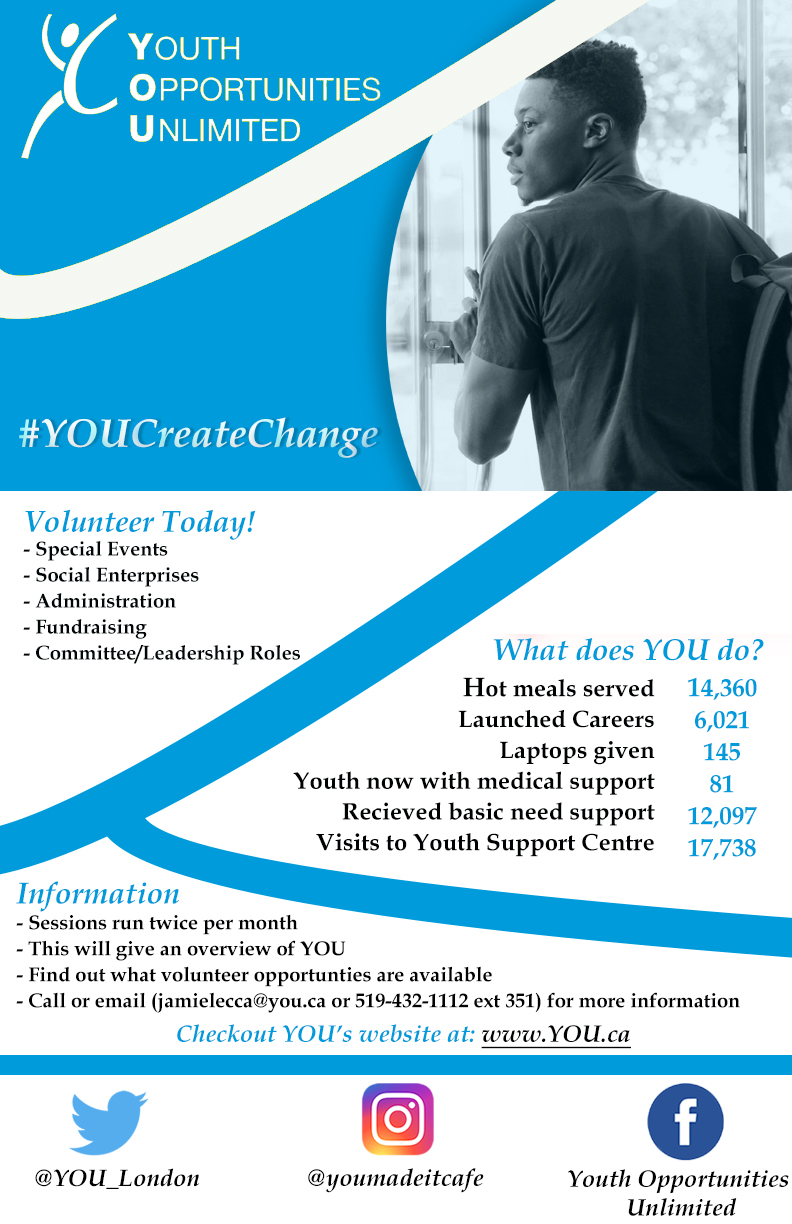 YOUTH
OPPORTUNITIES
UNLIMITED
#YOUCreateChange
Volunteer Today!
- Special Events
- Social Enterprises
- Administration
- Fundraising
- Committee/Leadership Roles
What does YOU do?
Hot meals served 14,360
Launched Careers 6,021
Laptops given 145
Youth now with medical support 81
Recieved basic need support 12,097
Visits to Youth Support Centre 17,738
Information
- Sessions run twice per month
- This will give an overview of YOU
- Find out what volunteer opportunties are available
- Call or email (jamielecca@you.ca or 519-432-1112 ext 351) for more information
Checkout YOU's website at: www.YOU.ca
@YOU_London
@youmadeitcafe
Youth Opportunities
Unlimited